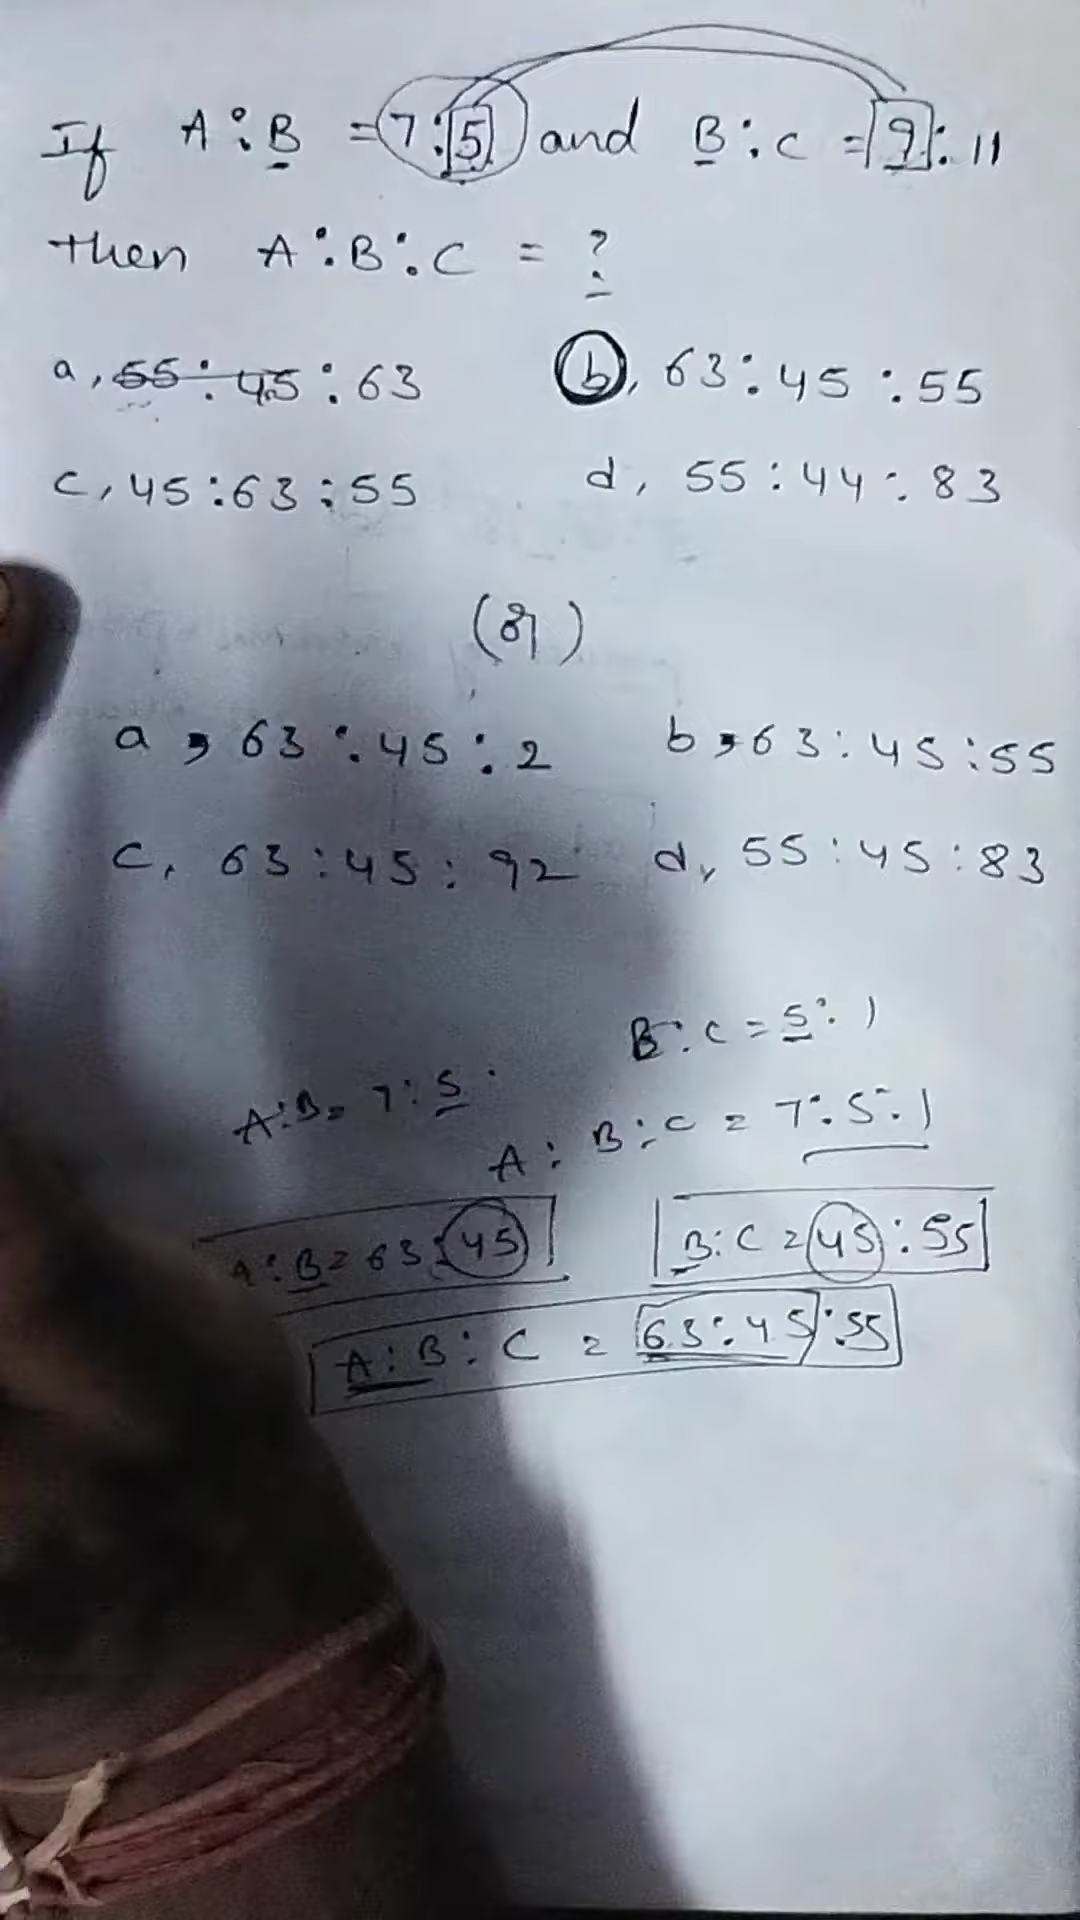 If A:B = 7:5 and B:C = 9:11
then A:B:C = ?
a, 55:45:63 b, 63:45:55
c, 45:63:55 d, 55:44:83
a, 63:45:2 b, 63:45:55
c, 63:45:92 d, 55:45:83
B:C = 5:1
A:B = 7:5
A:B:C = 7:5:1
A:B = 63:45 B:C = 45:55
A:B:C = 63:45:55